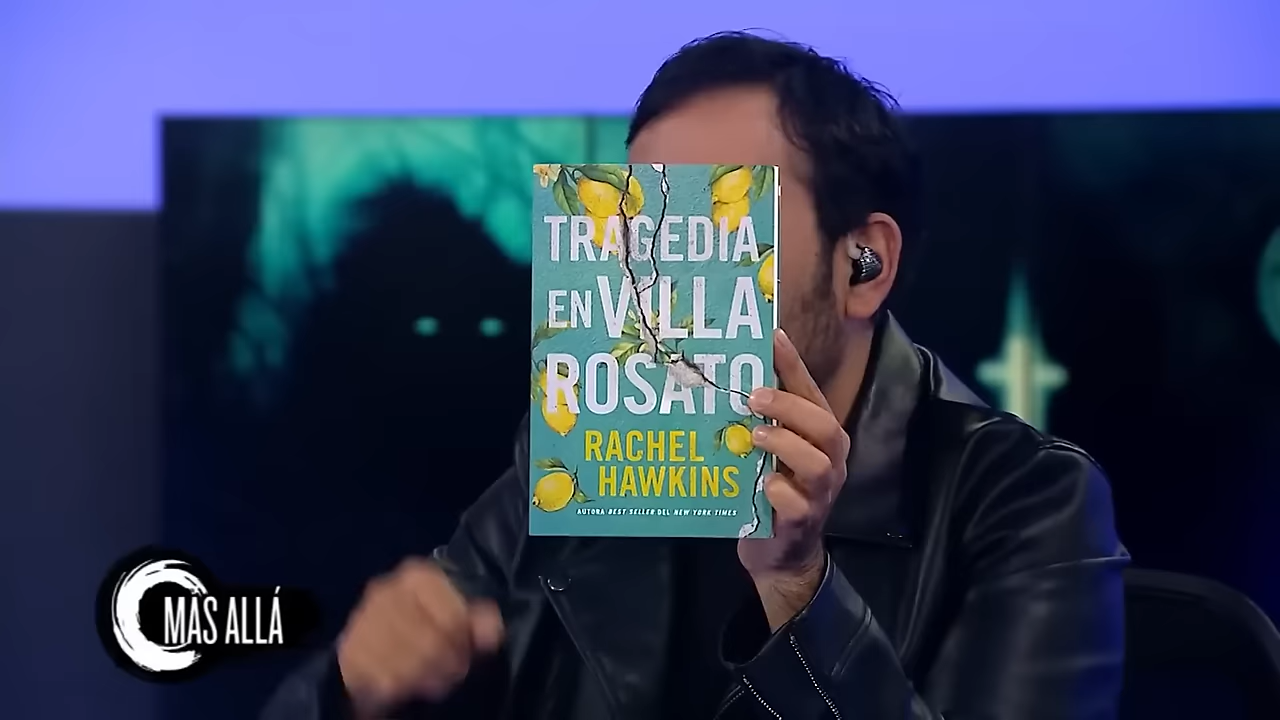 TRAGEDIA
EN VILLA
ROSATO
RACHEL
HAWKINS
AUTORA BEST SELLER DEL NEW YORK TIMES
MÁS ALLÁ